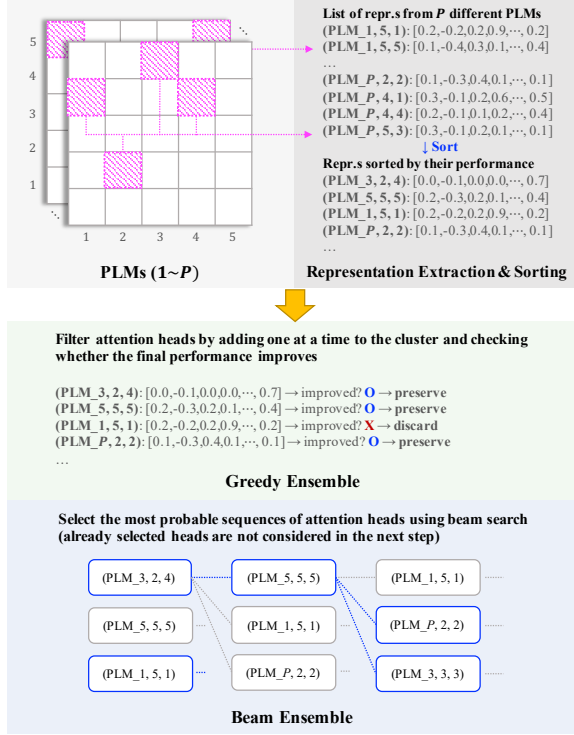 5
4
3
2
1
1
2
3
4
5
PLMs (1~P)
List of repr.s from P different PLMs
(PLM_1, 5, 1): [0.2,-0.2,0.2,0.9,⋯, 0.2]
(PLM_1, 5, 5): [0.1,-0.4,0.3,0.1,⋯, 0.4]
...
(PLM_P, 2, 2): [0.1,-0.3,0.4,0.1,⋯, 0.1]
(PLM_P, 4, 1): [0.3,-0.1,0.2,0.6,⋯, 0.5]
(PLM_P, 4, 4): [0.2,-0.1,0.1,0.2,⋯, 0.4]
(PLM_P, 5, 3): [0.3,-0.1,0.2,0.1,⋯, 0.1]
↓ Sort
Repr.s sorted by their performance
(PLM_3, 2, 4): [0.0,-0.1,0.0,0.0,⋯, 0.7]
(PLM_5, 5, 5): [0.2,-0.3,0.2,0.1,⋯, 0.4]
(PLM_1, 5, 1): [0.2,-0.2,0.2,0.9,⋯, 0.2]
(PLM_P, 2, 2): [0.1,-0.3,0.4,0.1,⋯, 0.1]
...
Representation Extraction & Sorting
Filter attention heads by adding one at a time to the cluster and checking
whether the final performance improves
(PLM_3, 2, 4): [0.0,-0.1,0.0,0.0,⋯, 0.7] → improved? O → preserve
(PLM_5, 5, 5): [0.2,-0.3,0.2,0.1,⋯, 0.4] → improved? O → preserve
(PLM_1, 5, 1): [0.2,-0.2,0.2,0.9,⋯, 0.2] → improved? X → discard
(PLM_P, 2, 2): [0.1,-0.3,0.4,0.1,⋯, 0.1] → improved? O → preserve
...
Greedy Ensemble
Select the most probable sequences of attention heads using beam search
(already selected heads are not considered in the next step)
(PLM_3, 2, 4)
(PLM_5, 5, 5)
(PLM_1, 5, 1)
(PLM_5, 5, 5)
(PLM_1, 5, 1)
(PLM_P, 2, 2)
(PLM_1, 5, 1)
(PLM_P, 2, 2)
(PLM_3, 3, 3)
Beam Ensemble